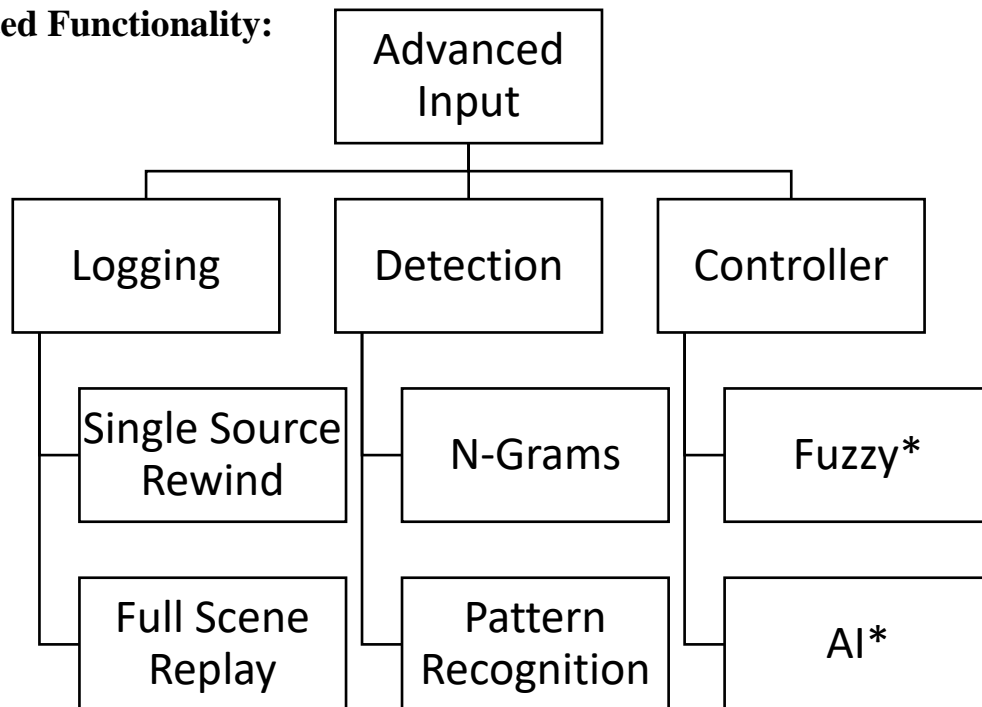 ed Functionality:
Advanced
Input
Logging
Detection
Controller
Single Source
Rewind
N-Grams
Fuzzy*
Full Scene
Replay
Pattern
Recognition
AI*